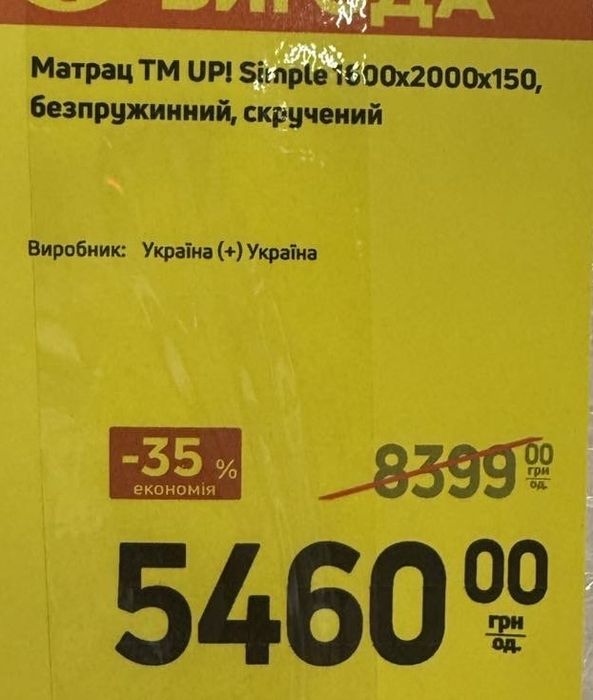 ВИГОДА
Матрац ТМ UP! Simple 1600x2000x150,
безпружинний, скручений
Виробник: Україна (+) Україна
-35 %
економія
8399 00
грн
од.
5460 00
грн
од.